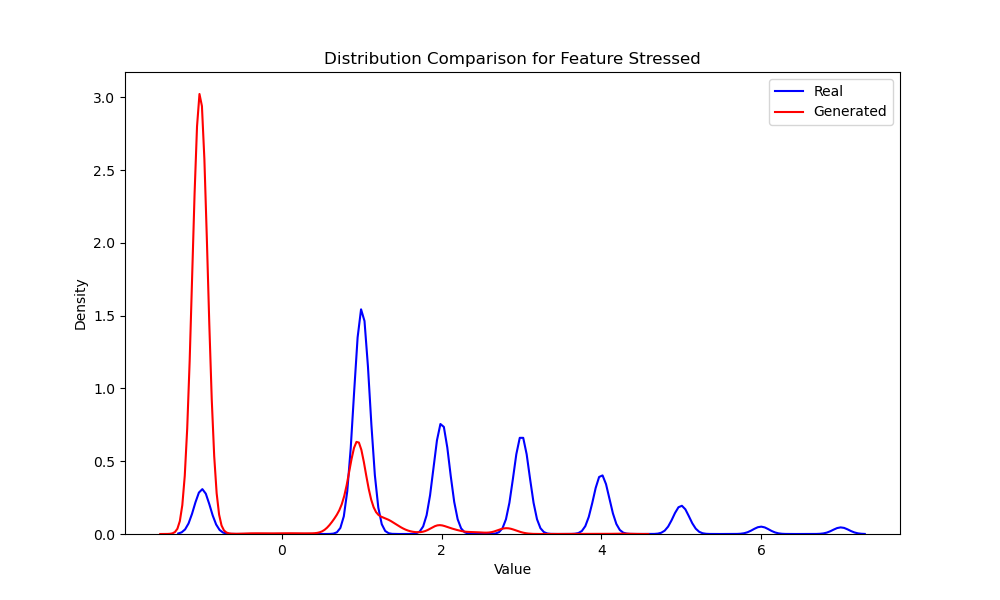 Distribution Comparison for Feature Stressed
Real
Generated
3.0
2.5
2.0
1.5
1.0
0.5
0.0
Density
0
2
4
6
Value